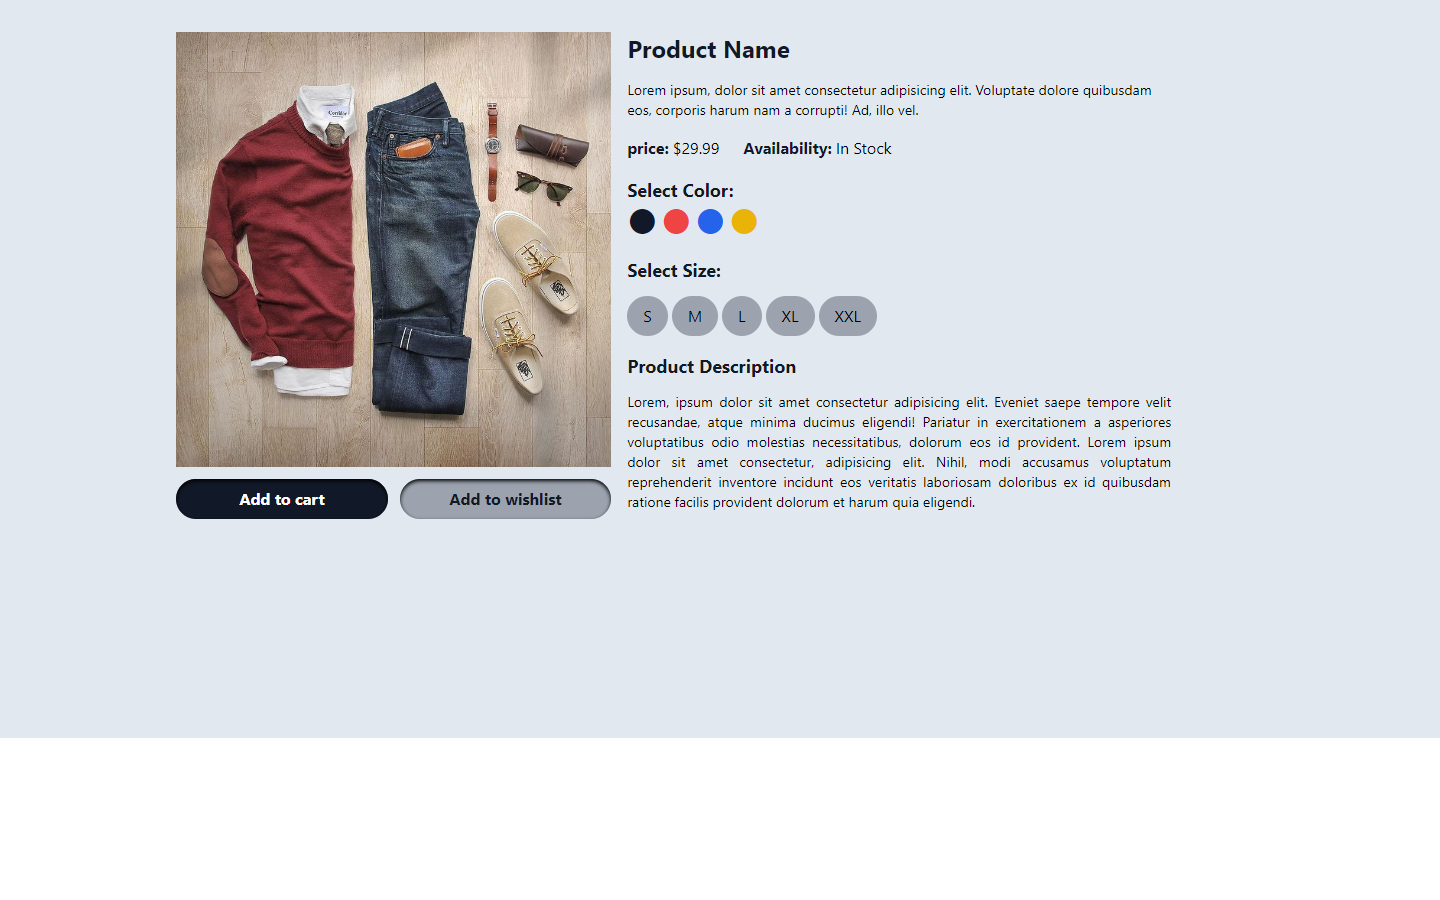 Product Name
Lorem ipsum, dolor sit amet consectetur adipisicing elit. Voluptate dolore quibusdam
eos, corporis harum nam a corrupti! Ad, illo vel.
price: $29.99 Availability: In Stock
Select Color:
Select Size:
S M L XL XXL
Product Description
Lorem, ipsum dolor sit amet consectetur adipisicing elit. Eveniet saepe tempore velit
recusandae, atque minima ducimus eligendi! Pariatur in exercitationem a asperiores
voluptatibus odio molestias necessitatibus, dolorum eos id provident. Lorem ipsum
dolor sit amet consectetur, adipisicing elit. Nihil, modi accusamus voluptatum
reprehenderit inventore incidunt eos veritatis laboriosam doloribus ex id quibusdam
ratione facilis provident dolorum et harum quia eligendi.
Add to cart
Add to wishlist
VANS
VANS